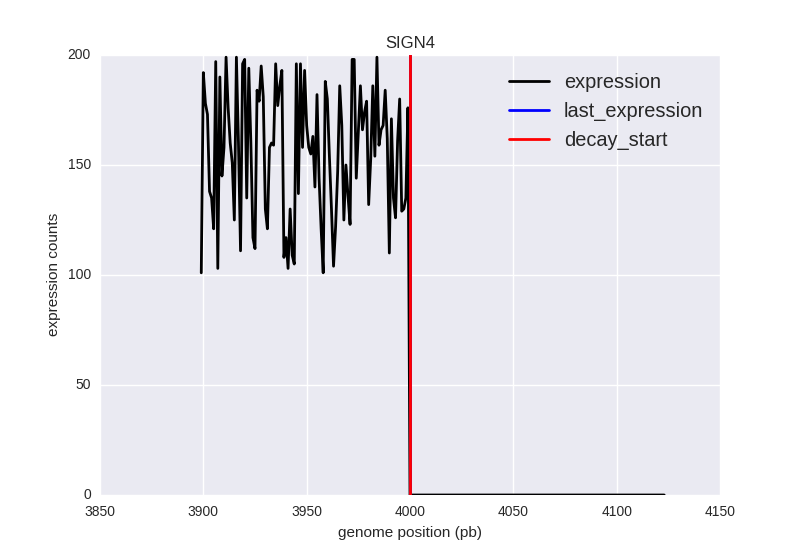 SIGN4
200
150
100
50
0
expression counts
expression
last_expression
decay_start
3850 3900 3950 4000 4050 4100 4150
genome position (pb)